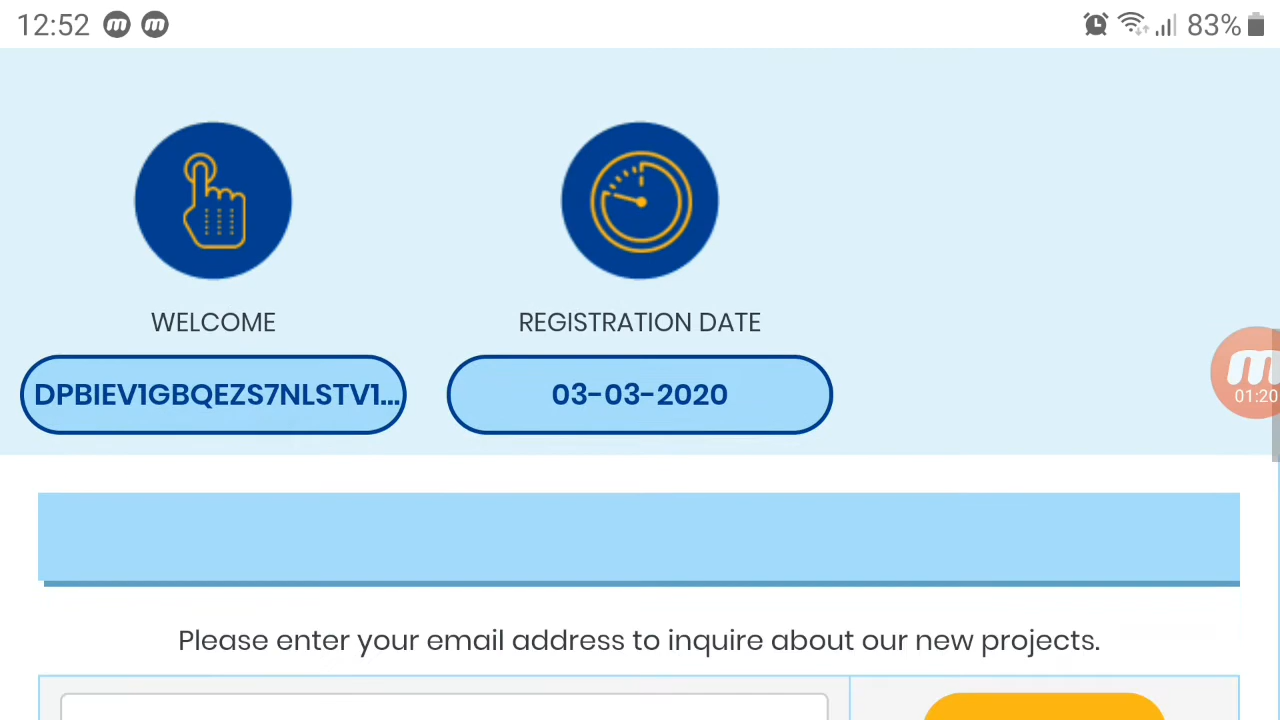 12:52
83%
WELCOME
REGISTRATION DATE
DPBIEV1GBQEZS7NLSTV1...
03-03-2020
01:20
Please enter your email address to inquire about our new projects.